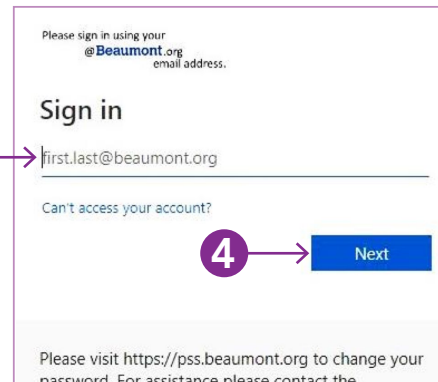 Please sign in using your
@Beaumont.org
email address.
Sign in
first.last@beaumont.org
Can't access your account?
4
Next
Please visit https://pss.beaumont.org to change your
password. For assistance please contact the